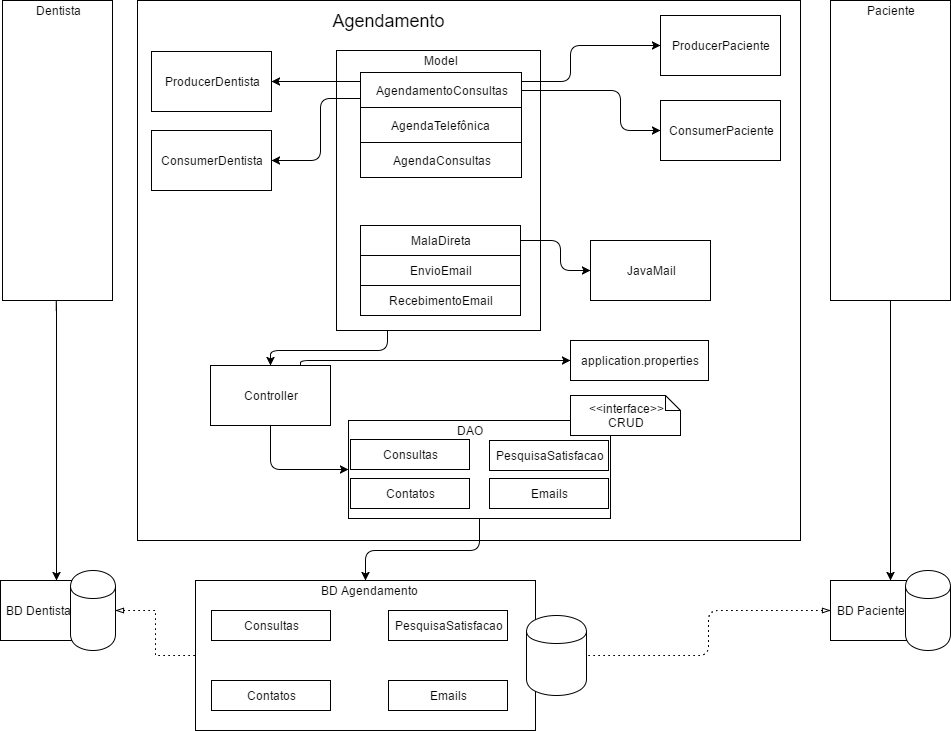 Dentista
Agendamento
Paciente
Model
ProducerDentista
AgendamentoConsultas
ProducerPaciente
AgendaTelefônica
ConsumerPaciente
ConsumerDentista
AgendaConsultas
MalaDireta
EnvioEmail
JavaMail
RecebimentoEmail
application.properties
Controller
<<interface>>
CRUD
DAO
Consultas
PesquisaSatisfacao
Contatos
Emails
BD Dentista
BD Agendamento
BD Paciente
Consultas
PesquisaSatisfacao
Contatos
Emails